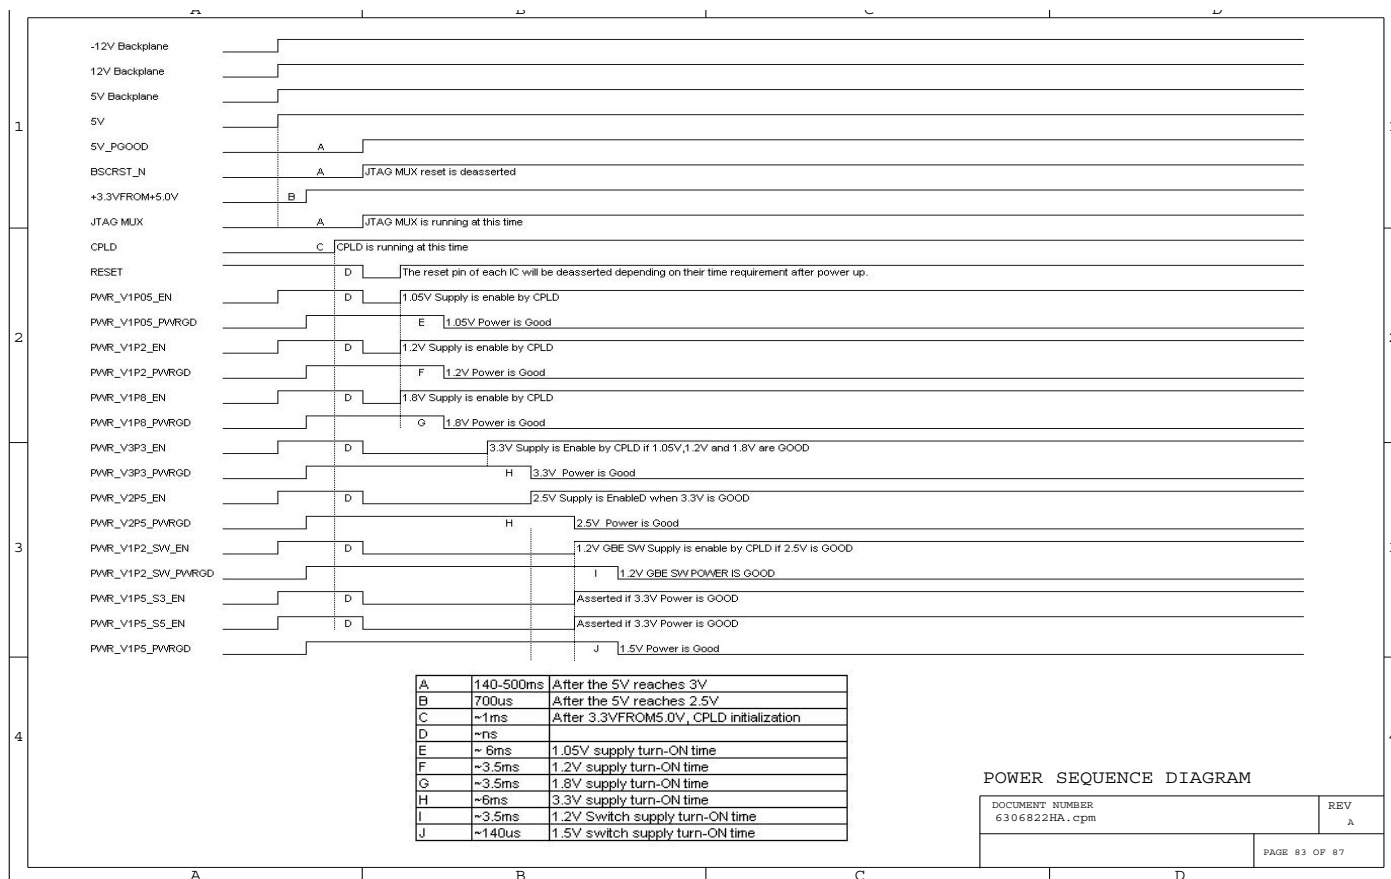 A B C D
-12V Backplane
12V Backplane
5V Backplane
1 5V 1
5V_PGOOD A
BSCRST_N A JTAG MUX reset is deasserted
+3.3VFROM+5.0V B
JTAG MUX A JTAG MUX is running at this time
CPLD C CPLD is running at this time
RESET D The reset pin of each IC will be deasserted depending on their time requirement after power up.
PWR_V1P05_EN D 1.05V Supply is enable by CPLD
PWR_V1P05_PWRGD E 1.05V Power is Good
2 2
PWR_V1P2_EN D 1.2V Supply is enable by CPLD
PWR_V1P2_PWRGD F 1.2V Power is Good
PWR_V1P8_EN D 1.8V Supply is enable by CPLD
PWR_V1P8_PWRGD G 1.8V Power is Good
PWR_V3P3_EN D 3.3V Supply is Enable by CPLD if 1.05V,1.2V and 1.8V are GOOD
PWR_V3P3_PWRGD H 3.3V Power is Good
PWR_V2P5_EN D 2.5V Supply is EnableD when 3.3V is GOOD
PWR_V2P5_PWRGD H 2.5V Power is Good
3 PWR_V1P2_SW_EN D 1.2V GBE SW Supply is enable by CPLD if 2.5V is GOOD 3
PWR_V1P2_SW_PWRGD I 1.2V GBE SW POWER IS GOOD
PWR_V1P5_S3_EN D Asserted if 3.3V Power is GOOD
PWR_V1P5_S5_EN D Asserted if 3.3V Power is GOOD
PWR_V1P5_PWRGD J 1.5V Power is Good
A 140-500ms After the 5V reaches 3V
B 700us After the 5V reaches 2.5V
C ~1ms After 3.3VFROM5.0V, CPLD initialization
D ~ns
4 4
E ~ 6ms 1.05V supply turn-ON time
F ~3.5ms 1.2V supply turn-ON time
G ~3.5ms 1.8V supply turn-ON time
H ~6ms 3.3V supply turn-ON time
I ~3.5ms 1.2V Switch supply turn-ON time
J ~140us 1.5V switch supply turn-ON time
POWER SEQUENCE DIAGRAM
DOCUMENT NUMBER REV
6306822HA.cpm A
PAGE 83 OF 87
A B C D